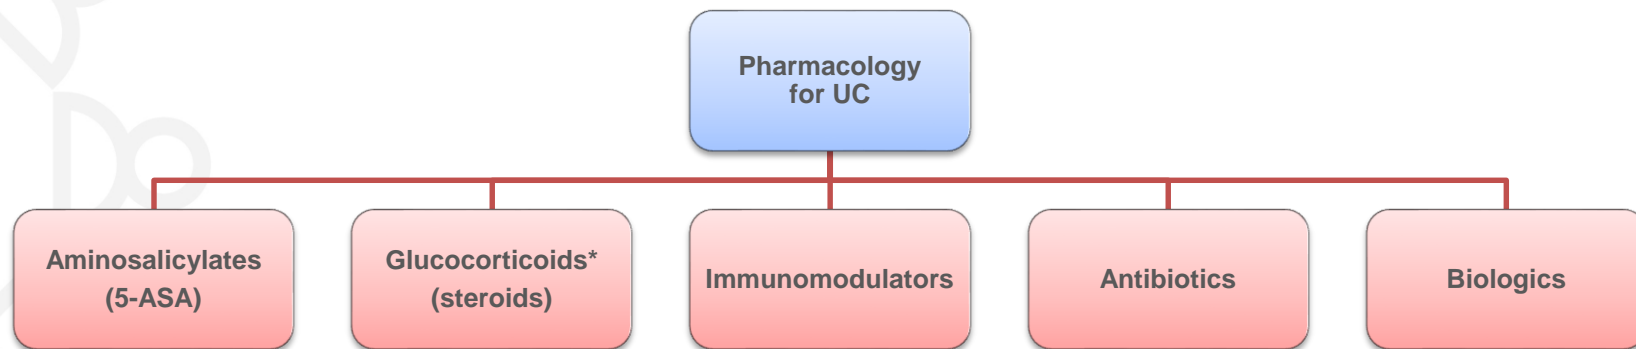 Pharmacology
for UC
Aminosalicylates
(5-ASA)
Glucocorticoids*
(steroids)
Immunomodulators
Antibiotics
Biologics